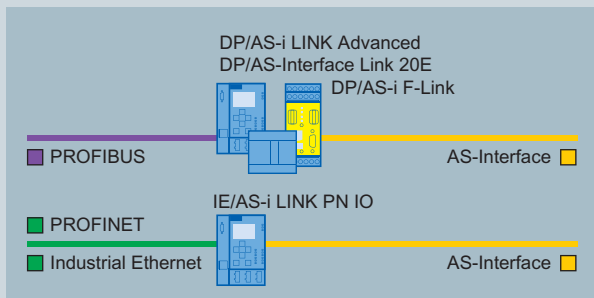 DP/AS-i LINK Advanced
DP/AS-Interface Link 20E
DP/AS-i F-Link
PROFIBUS
AS-Interface
IE/AS-i LINK PN IO
PROFINET
Industrial Ethernet
AS-Interface